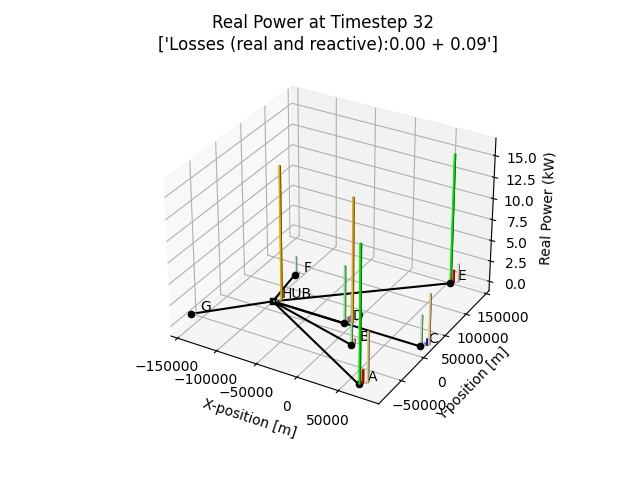 Real Power at Timestep 32
['Losses (real and reactive):0.00 + 0.09']
15.0
12.5
10.0
7.5
5.0
2.5
0.0
Real Power (kW)
F
E
HUB
G
D
B
C
A
150000
100000
50000
0
−50000
Y-position [m]
−150000
−100000
−50000
0
50000
X-position [m]